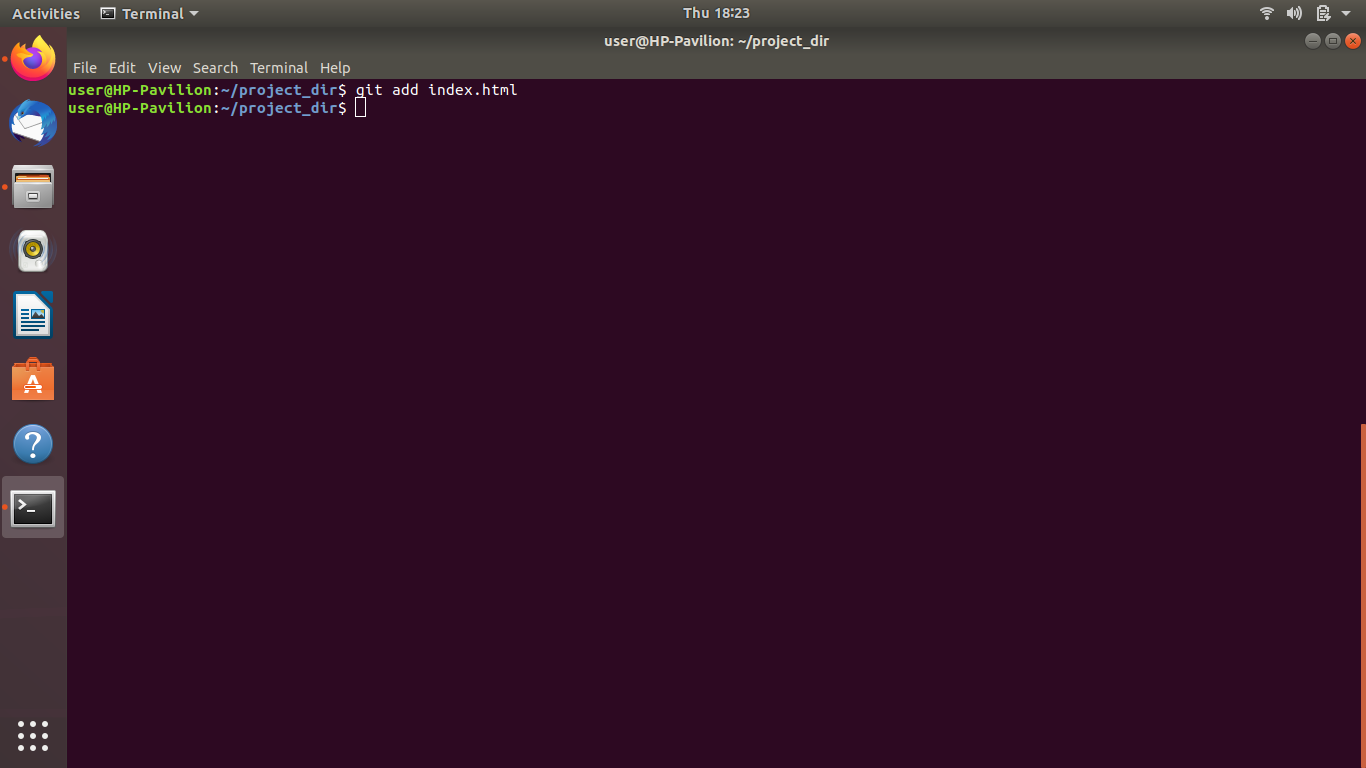 Activities Terminal Thu 18:23
user@HP-Pavilion: ~/project_dir
File Edit View Search Terminal Help
user@HP-Pavilion:~/project_dir$ git add index.html
user@HP-Pavilion:~/project_dir$